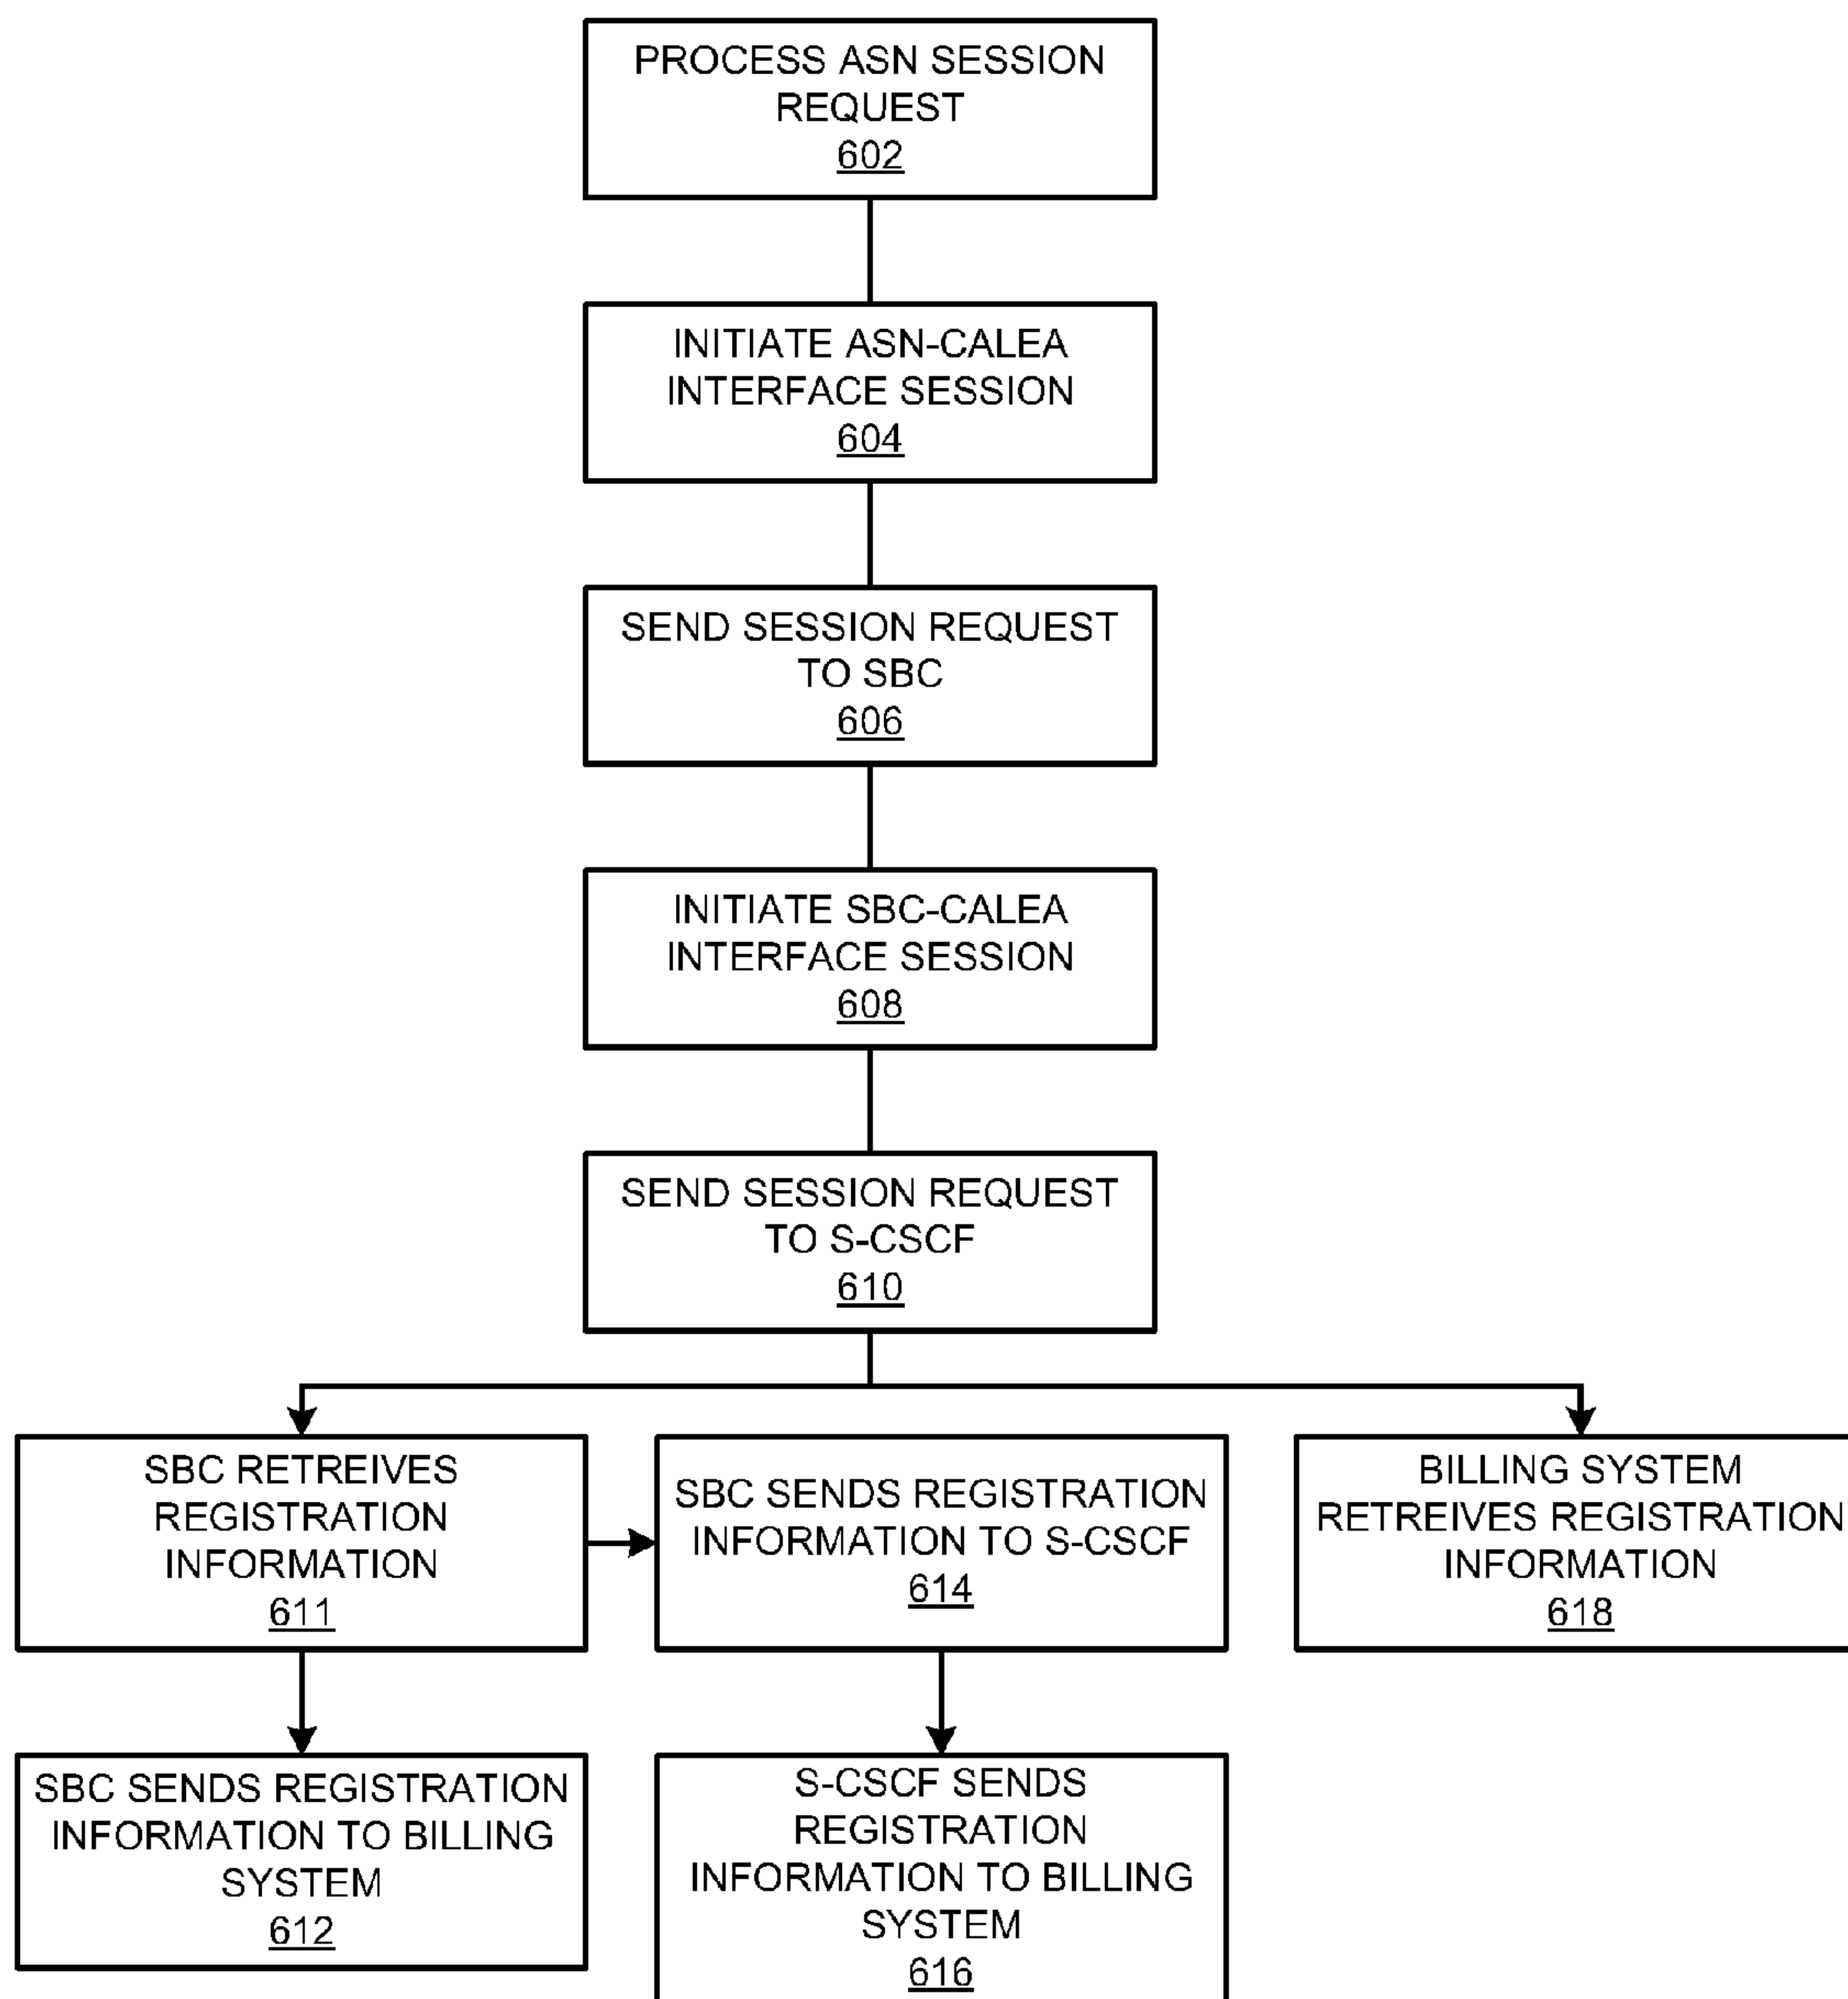 PROCESS ASN SESSION
REQUEST
602
INITIATE ASN-CALEA
INTERFACE SESSION
604
SEND SESSION REQUEST
TO SBC
606
INITIATE SBC-CALEA
INTERFACE SESSION
608
SEND SESSION REQUEST
TO S-CSCF
610
SBC RETREIVES
REGISTRATION
INFORMATION
611
SBC SENDS REGISTRATION
INFORMATION TO S-CSCF
614
BILLING SYSTEM
RETREIVES REGISTRATION
INFORMATION
618
SBC SENDS REGISTRATION
INFORMATION TO BILLING
SYSTEM
612
S-CSCF SENDS
REGISTRATION
INFORMATION TO BILLING
SYSTEM
616